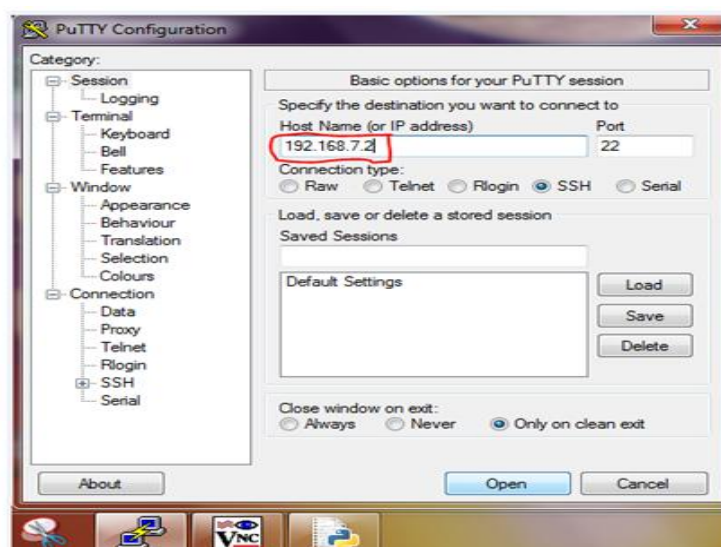 PuTTY Configuration
Category:
Session
Logging
Terminal
Keyboard
Bell
Features
Window
Appearance
Behaviour
Translation
Selection
Colours
Connection
Data
Proxy
Telnet
Rlogin
SSH
Serial
Basic options for your PuTTY session
Specify the destination you want to connect to
Host Name (or IP address) Port
192.168.7.2 22
Connection type:
Raw Telnet Rlogin SSH Serial
Load, save or delete a stored session
Saved Sessions
Default Settings
Load
Save
Delete
Close window on exit:
Always Never Only on clean exit
About Open Cancel
VNC